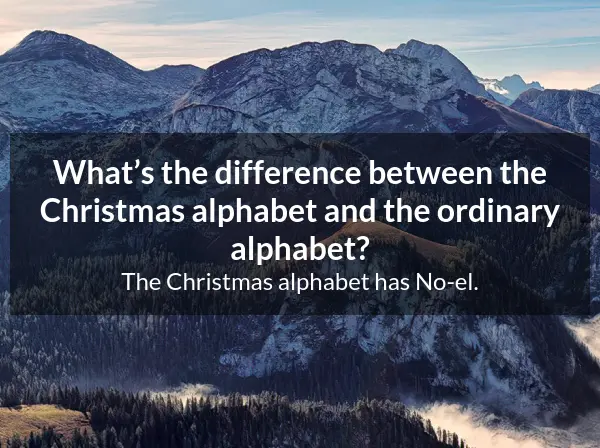 What’s the difference between the
Christmas alphabet and the ordinary
alphabet?
The Christmas alphabet has No-el.